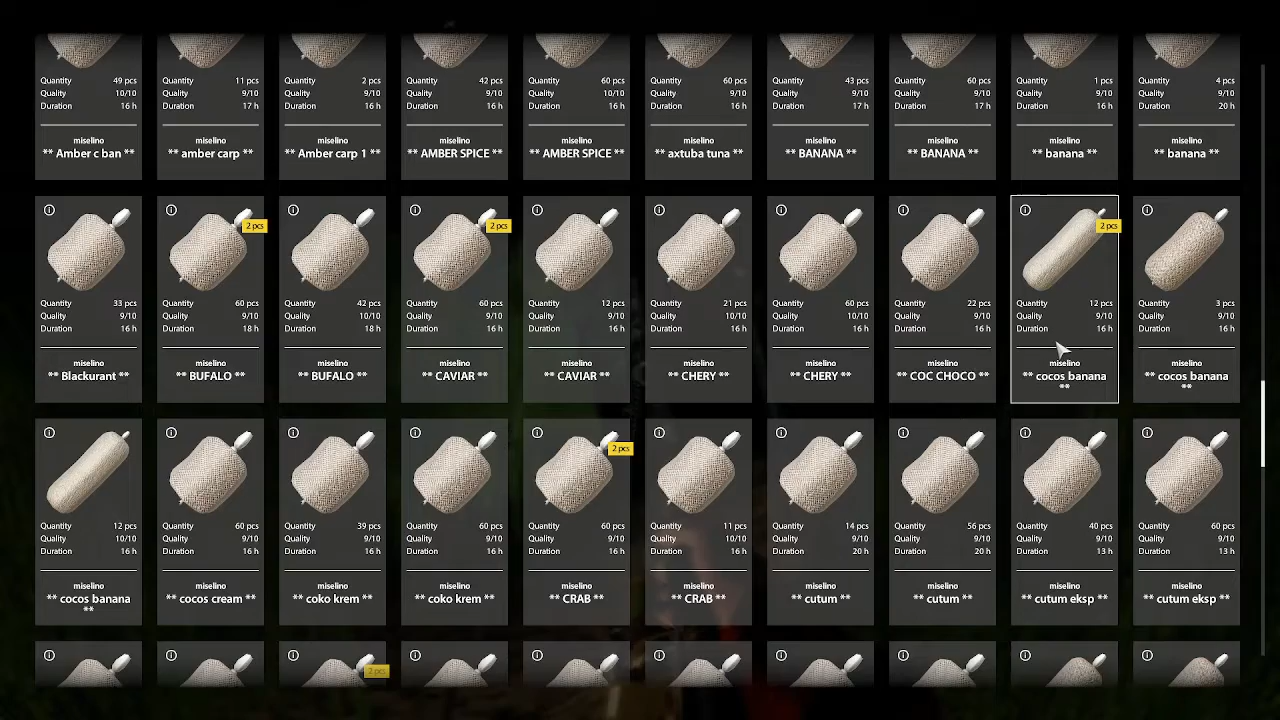 Quantity 49 pcs
Quality 10/10
Duration 16 h
miselino
** Amber c ban **
Quantity 11 pcs
Quality 9/10
Duration 17 h
miselino
** amber carp **
Quantity 2 pcs
Quality 9/10
Duration 16 h
miselino
** Amber carp 1 **
Quantity 42 pcs
Quality 9/10
Duration 16 h
miselino
** AMBER SPICE **
Quantity 60 pcs
Quality 10/10
Duration 16 h
miselino
** AMBER SPICE **
Quantity 60 pcs
Quality 9/10
Duration 16 h
miselino
** axtuba tuna **
Quantity 43 pcs
Quality 9/10
Duration 17 h
miselino
** BANANA **
Quantity 60 pcs
Quality 9/10
Duration 17 h
miselino
** BANANA **
Quantity 1 pcs
Quality 9/10
Duration 16 h
miselino
** banana **
Quantity 4 pcs
Quality 9/10
Duration 20 h
miselino
** banana **
Quantity 33 pcs
Quality 9/10
Duration 16 h
miselino
** Blackurant **
2 pcs
Quantity 60 pcs
Quality 9/10
Duration 18 h
miselino
** BUFALO **
Quantity 42 pcs
Quality 10/10
Duration 18 h
miselino
** BUFALO **
2 pcs
Quantity 60 pcs
Quality 9/10
Duration 16 h
miselino
** CAVIAR **
Quantity 12 pcs
Quality 9/10
Duration 16 h
miselino
** CAVIAR **
Quantity 21 pcs
Quality 10/10
Duration 16 h
miselino
** CHERY **
Quantity 60 pcs
Quality 10/10
Duration 16 h
miselino
** CHERY **
Quantity 22 pcs
Quality 9/10
Duration 16 h
miselino
** COC CHOCO **
2 pcs
Quantity 12 pcs
Quality 9/10
Duration 16 h
miselino
** cocos banana
**
Quantity 3 pcs
Quality 9/10
Duration 16 h
miselino
** cocos banana
**
Quantity 12 pcs
Quality 10/10
Duration 16 h
miselino
** cocos banana
**
Quantity 60 pcs
Quality 9/10
Duration 16 h
miselino
** cocos cream **
Quantity 39 pcs
Quality 9/10
Duration 16 h
miselino
** coko krem **
Quantity 60 pcs
Quality 9/10
Duration 16 h
miselino
** coko krem **
2 pcs
Quantity 60 pcs
Quality 9/10
Duration 16 h
miselino
** CRAB **
Quantity 11 pcs
Quality 10/10
Duration 16 h
miselino
** CRAB **
Quantity 14 pcs
Quality 9/10
Duration 20 h
miselino
** cutum **
Quantity 56 pcs
Quality 9/10
Duration 20 h
miselino
** cutum **
Quantity 40 pcs
Quality 9/10
Duration 13 h
miselino
** cutum eksp **
Quantity 60 pcs
Quality 9/10
Duration 13 h
miselino
** cutum eksp **
2 pcs